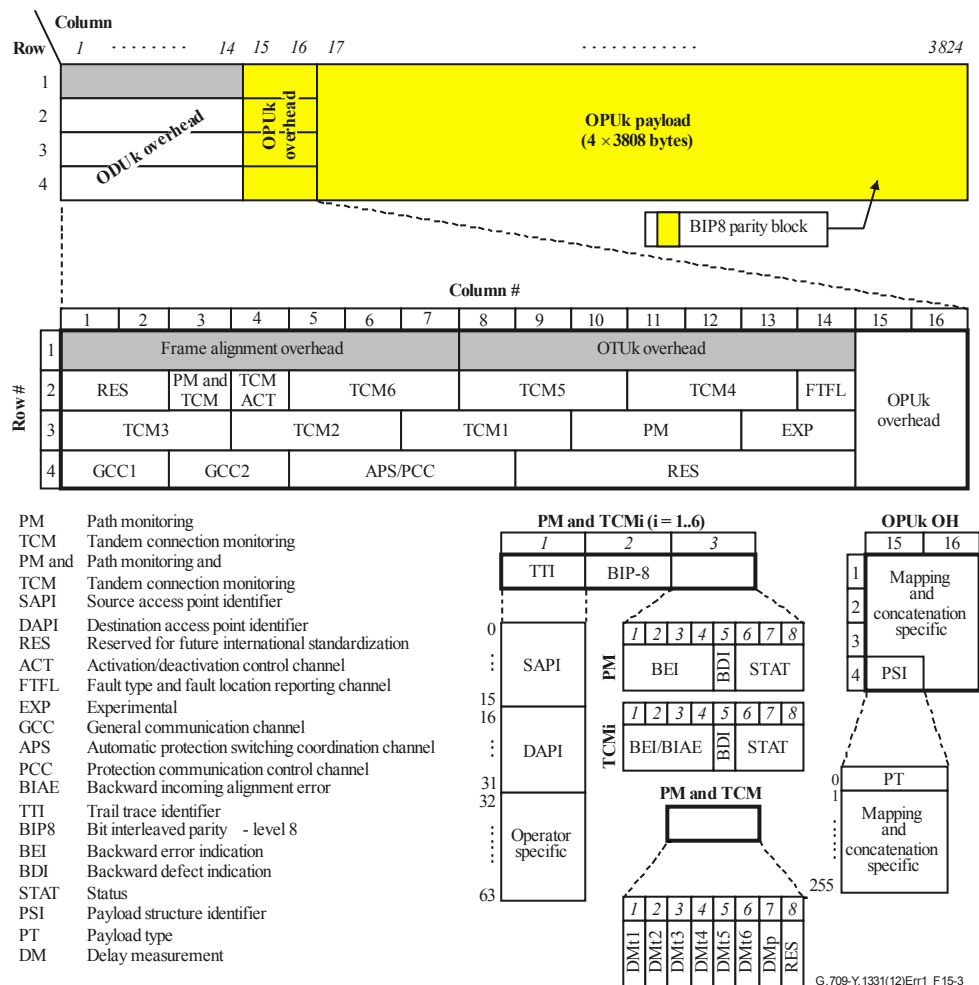 Column
Row 1 ········· 14 15 16 17 ············ 3 824
1
2
3
4
ODUk overhead
OPUk overhead
OPUk payload
(4 × 3808 bytes)
BIP8 parity block
Column #
1 2 3 4 5 6 7 8 9 10 11 12 13 14 15 16
Row #
1 Frame alignment overhead OTUk overhead
2 RES PM and TCM TCM ACT TCM6 TCM5 TCM4 FTFL
OPUk
overhead
3 TCM3 TCM2 TCM1 PM EXP
4 GCC1 GCC2 APS/PCC RES
PM Path monitoring
TCM Tandem connection monitoring
PM and Path monitoring and
TCM Tandem connection monitoring
SAPI Source access point identifier
DAPI Destination access point identifier
RES Reserved for future international standardization
ACT Activation/deactivation control channel
FTFL Fault type and fault location reporting channel
EXP Experimental
GCC General communication channel
APS Automatic protection switching coordination channel
PCC Protection communication control channel
BIAE Backward incoming alignment error
TTI Trail trace identifier
BIP8 Bit interleaved parity - level 8
BEI Backward error indication
BDI Backward defect indication
STAT Status
PSI Payload structure identifier
PT Payload type
DM Delay measurement
PM and TCMi (i = 1..6)
1 2 3
TTI BIP-8
0
SAPI
15
16
DAPI
31
32
Operator
specific
63
1 2 3 4 5 6 7 8
PM
BEI BDI STAT
1 2 3 4 5 6 7 8
TCMi
BEI/BIAE BDI STAT
PM and TCM
1 2 3 4 5 6 7 8
DMt1 DMt2 DMt3 DMt4 DMt5 DMt6 DMp RES
OPUk OH
15 16
1
2
3
4
Mapping
and
concatenation
specific
PSI
0 PT
1
Mapping
and
concatenation
specific
255
G.709-Y.1331(12)Err1_F15-3